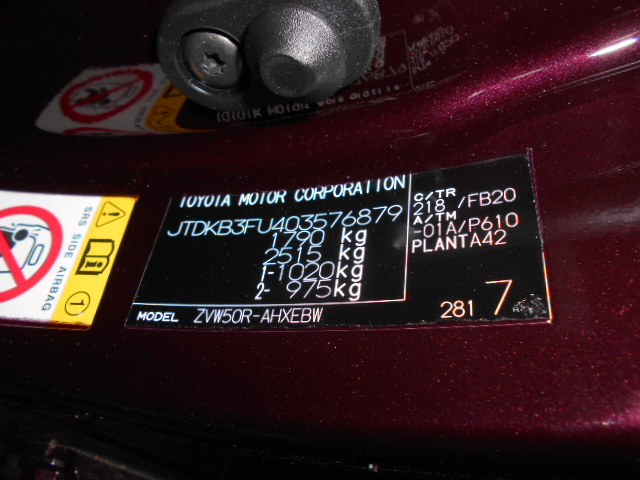 TOYOTA MOTOR CORPORATION
JTDKB3FU403576879
1790 kg
2515 kg
1-1020kg
2- 975kg
C/TR
218 /FB20
A/TM
-01A/P610
PLANTA42
MODEL ZVW50R-AHXEBW
281 7
SRS SIDE AIRBAG
1